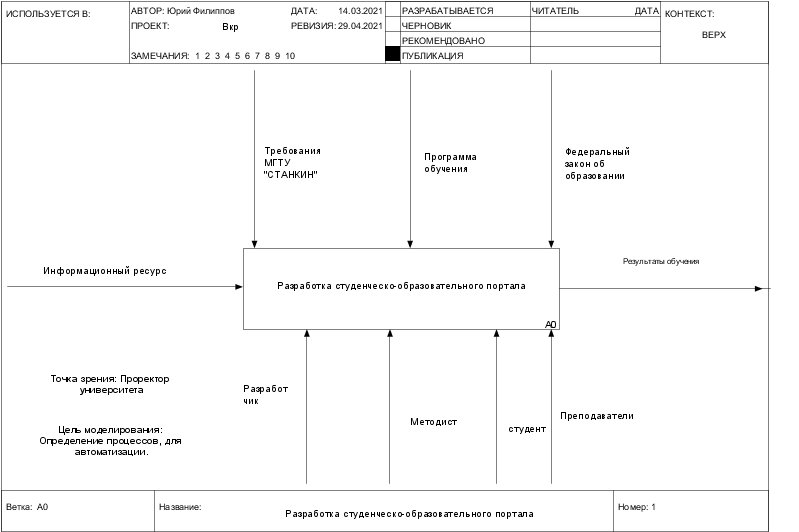 ИСПОЛЬЗУЕТСЯ В:
АВТОР: Юрий Филиппов
ДАТА: 14.03.2021
ПРОЕКТ: Вкр
РЕВИЗИЯ: 29.04.2021
ЗАМЕЧАНИЯ: 1 2 3 4 5 6 7 8 9 10
РАЗРАБАТЫВАЕТСЯ
ЧЕРНОВИК
РЕКОМЕНДОВАНО
ПУБЛИКАЦИЯ
ЧИТАТЕЛЬ
ДАТА
КОНТЕКСТ:
ВЕРХ
Требования
МГТУ
"СТАНКИН"
Программа
обучения
Федеральный
закон об
образовании
Информационный ресурс
Разработка студенческо-образовательного портала
A0
Результаты обучения
Точка зрения: Проректор
университета
Цель моделирования:
Определение процессов, для
автоматизации.
Разработ
чик
Методист
студент
Преподаватели
Ветка: A0
Название:
Разработка студенческо-образовательного портала
Номер: 1